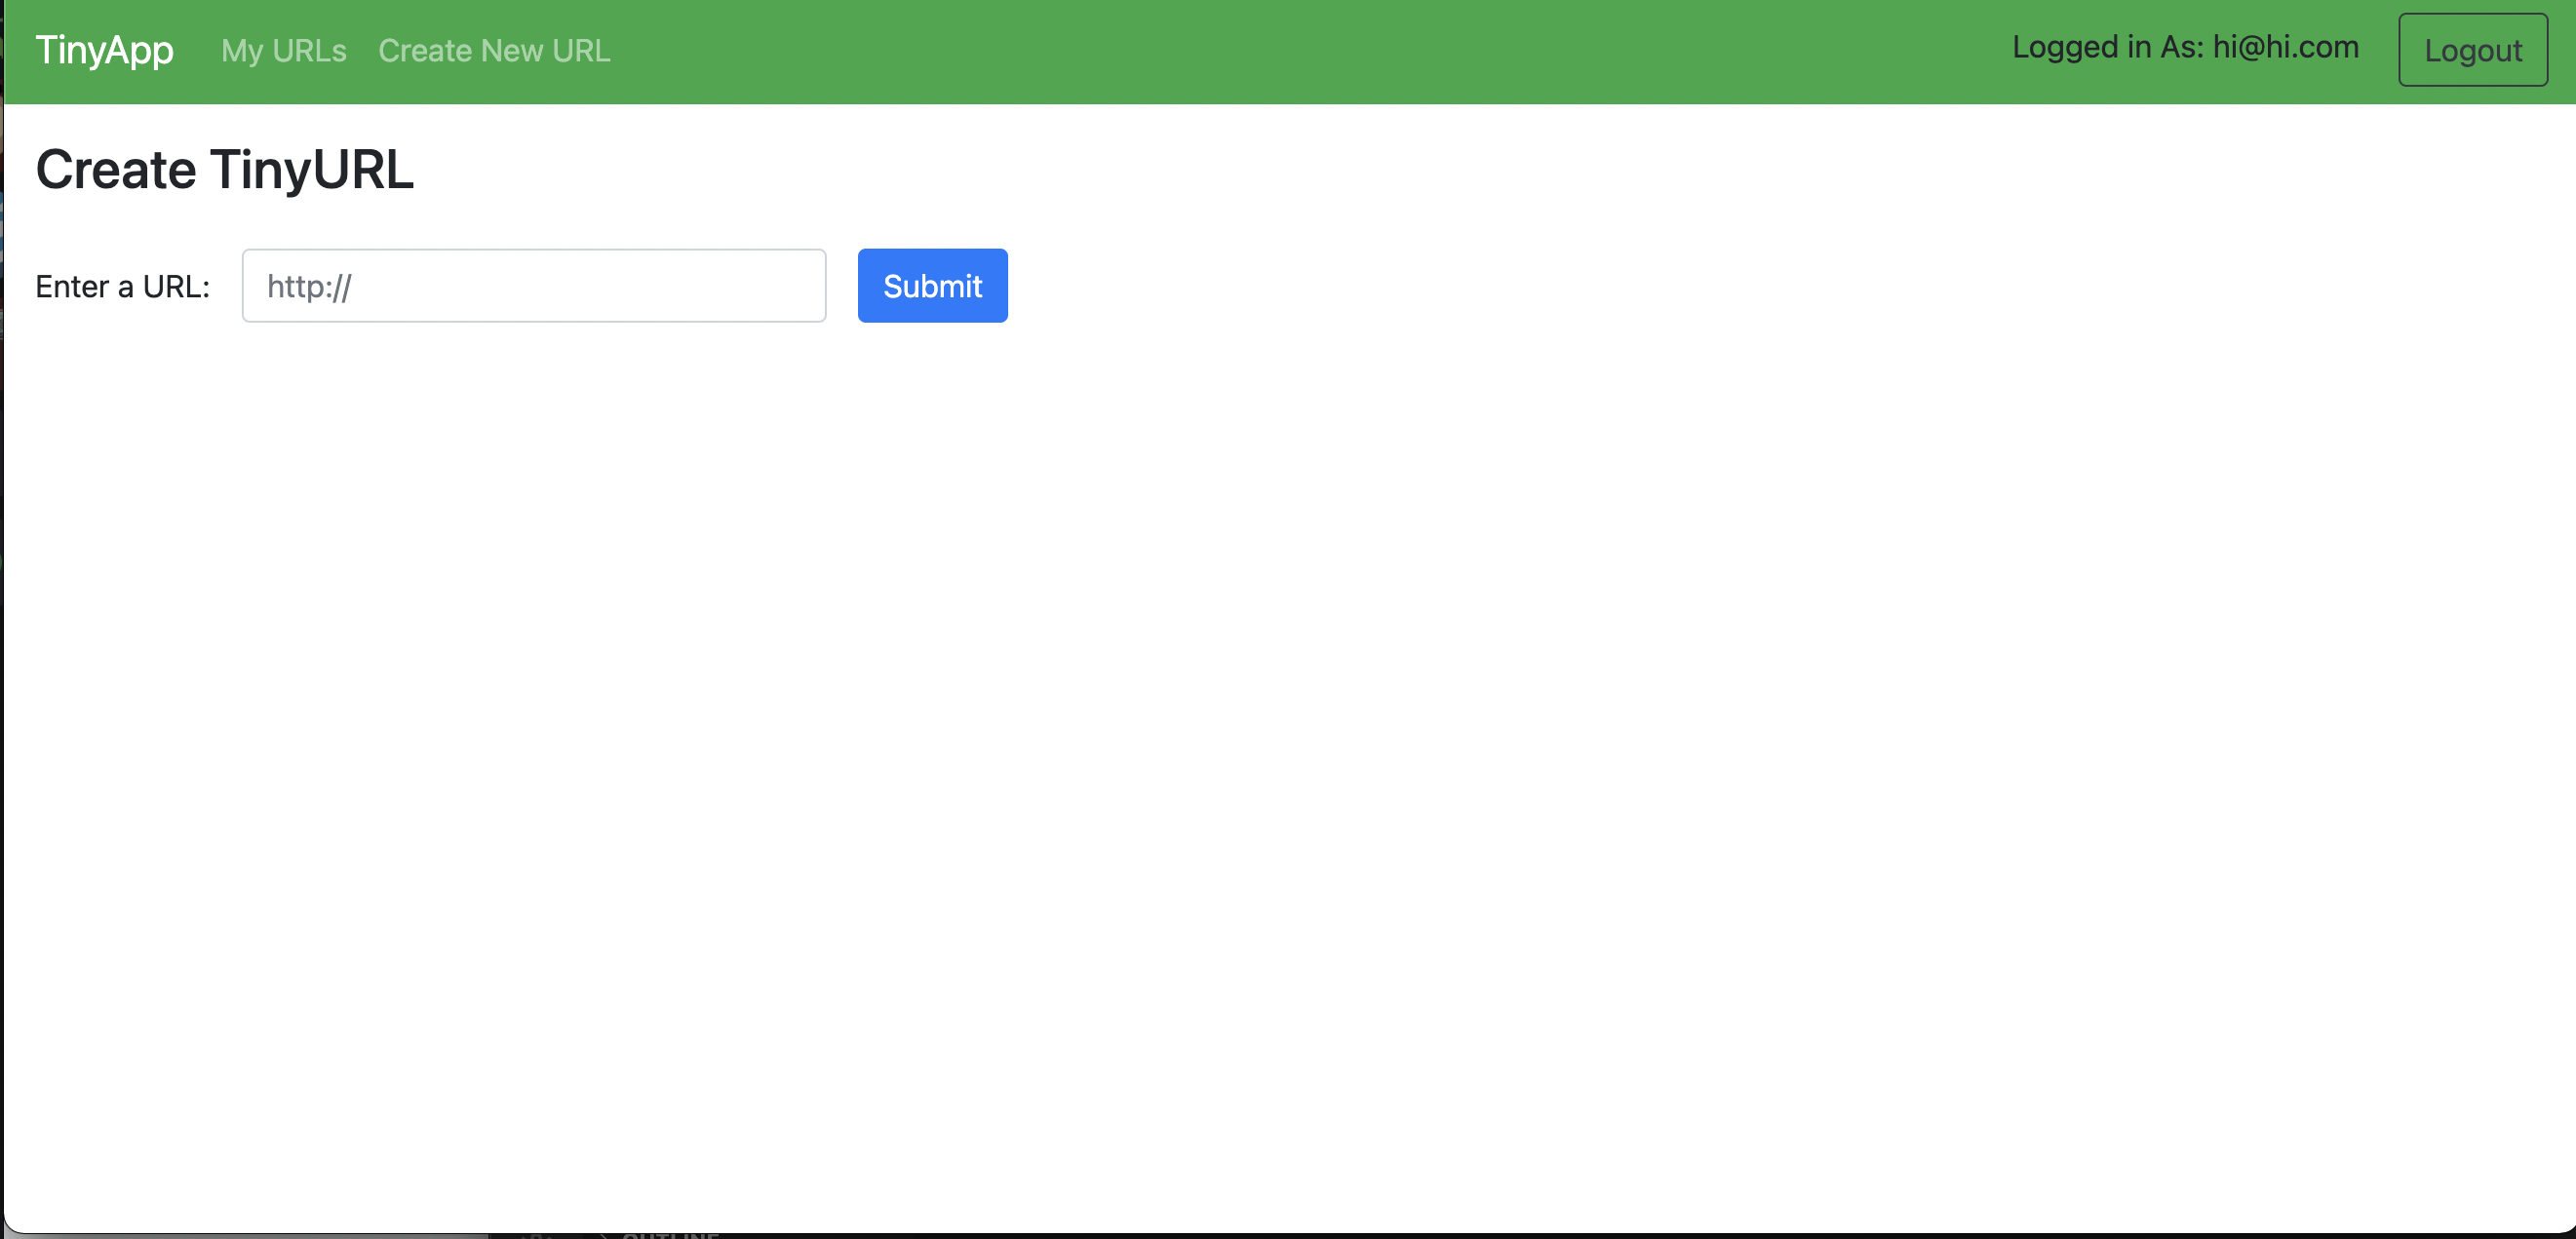 TinyApp My URLs Create New URL Logged in As: hi@hi.com Logout
Create TinyURL
Enter a URL: http:// Submit
OUTLINE